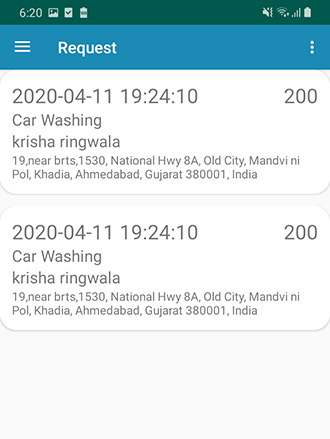 6:20
Request
2020-04-11 19:24:10 200
Car Washing
krisha ringwala
19,near brts,1530, National Hwy 8A, Old City, Mandvi ni
Pol, Khadia, Ahmedabad, Gujarat 380001, India
2020-04-11 19:24:10 200
Car Washing
krisha ringwala
19,near brts,1530, National Hwy 8A, Old City, Mandvi ni
Pol, Khadia, Ahmedabad, Gujarat 380001, India